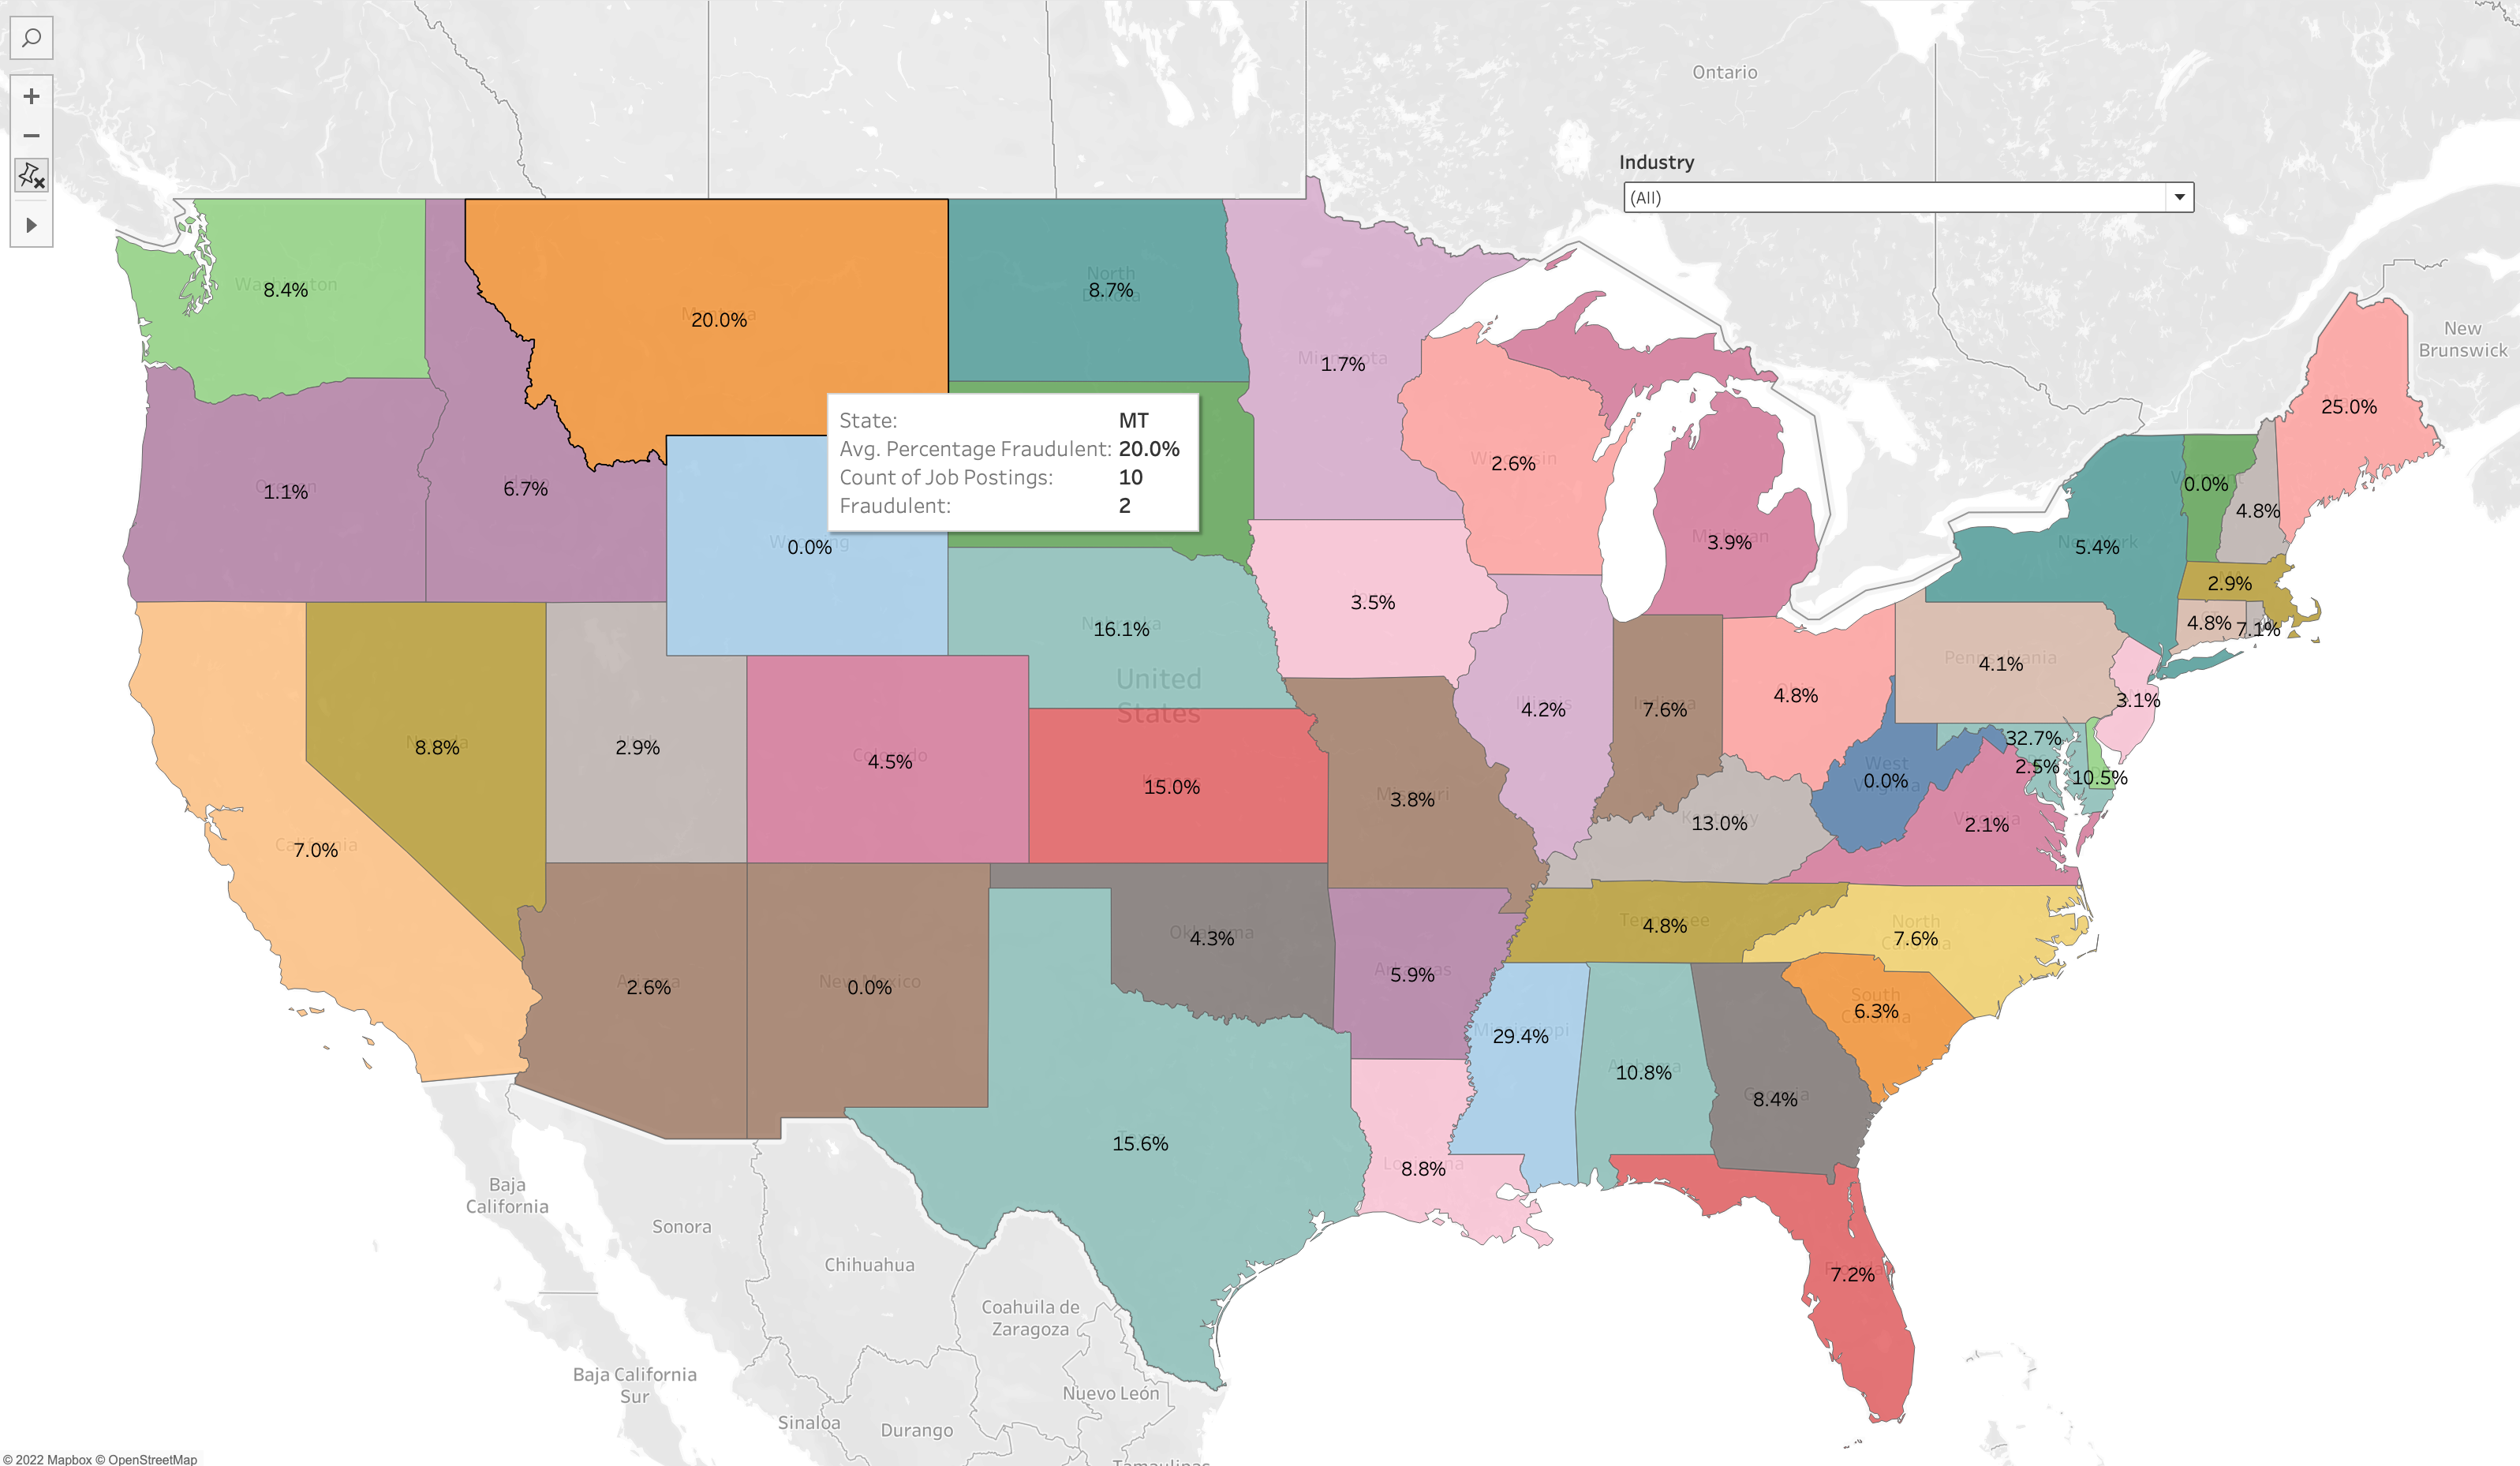 Ontario
Industry
(All)
New
Brunswick
Washington
8.4%
Montana
20.0%
North
Dakota
8.7%
Minnesota
1.7%
25.0%
State: MT
Avg. Percentage Fraudulent: 20.0%
Count of Job Postings: 10
Fraudulent: 2
Wisconsin
2.6%
Oregon
1.1%
6.7%
Vermont
0.0%
4.8%
Michigan
3.9%
New York
5.4%
Wyoming
0.0%
2.9%
3.5%
Nebraska
16.1%
4.8%
7.1%
Pennsylvania
4.1%
United
States
3.1%
Illinois
4.2%
Indiana
7.6%
Ohio
4.8%
Nevada
8.8%
Utah
2.9%
Colorado
4.5%
32.7%
2.5%
10.5%
Kansas
15.0%
West
Virginia
0.0%
Missouri
3.8%
Kentucky
13.0%
Virginia
2.1%
California
7.0%
Oklahoma
4.3%
Tennessee
4.8%
North
Carolina
7.6%
Arizona
2.6%
New Mexico
0.0%
Arkansas
5.9%
South
Carolina
6.3%
Mississippi
29.4%
Alabama
10.8%
Georgia
8.4%
Texas
15.6%
Louisiana
8.8%
Florida
7.2%
Baja
California
Sonora
Chihuahua
Coahuila de
Zaragoza
Baja California
Sur
Nuevo León
Sinaloa
Durango
Tamaulipas
© 2022 Mapbox © OpenStreetMap